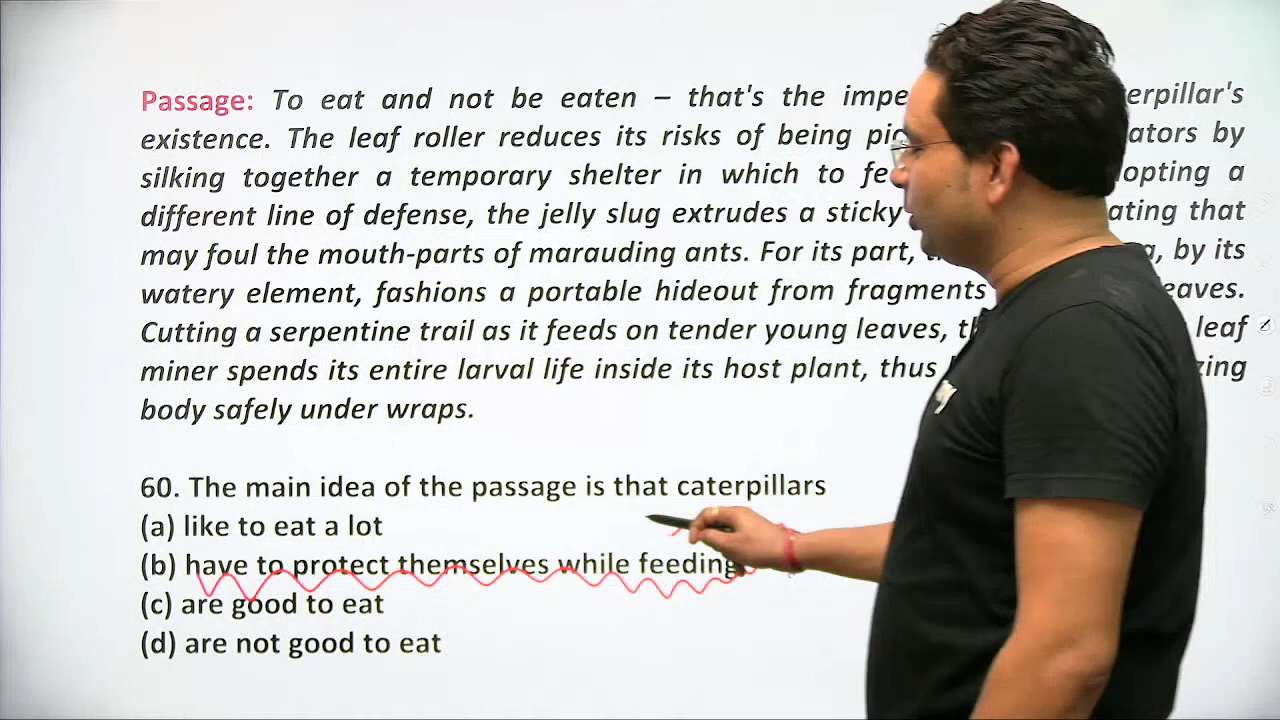 Passage: To eat and not be eaten – that's the erpillar's
existence. The leaf roller reduces its risks of being ators by
silking together a temporary shelter in which to opting a
different line of defense, the jelly slug extrudes a sticky ating that
may foul the mouth-parts of marauding ants. For its part, by its
watery element, fashions a portable hideout from fragments eaves.
Cutting a serpentine trail as it feeds on tender young leaves, leaf
miner spends its entire larval life inside its host plant, thus zing
body safely under wraps.
60. The main idea of the passage is that caterpillars
(a) like to eat a lot
(b) have to protect themselves while feeding
(c) are good to eat
(d) are not good to eat